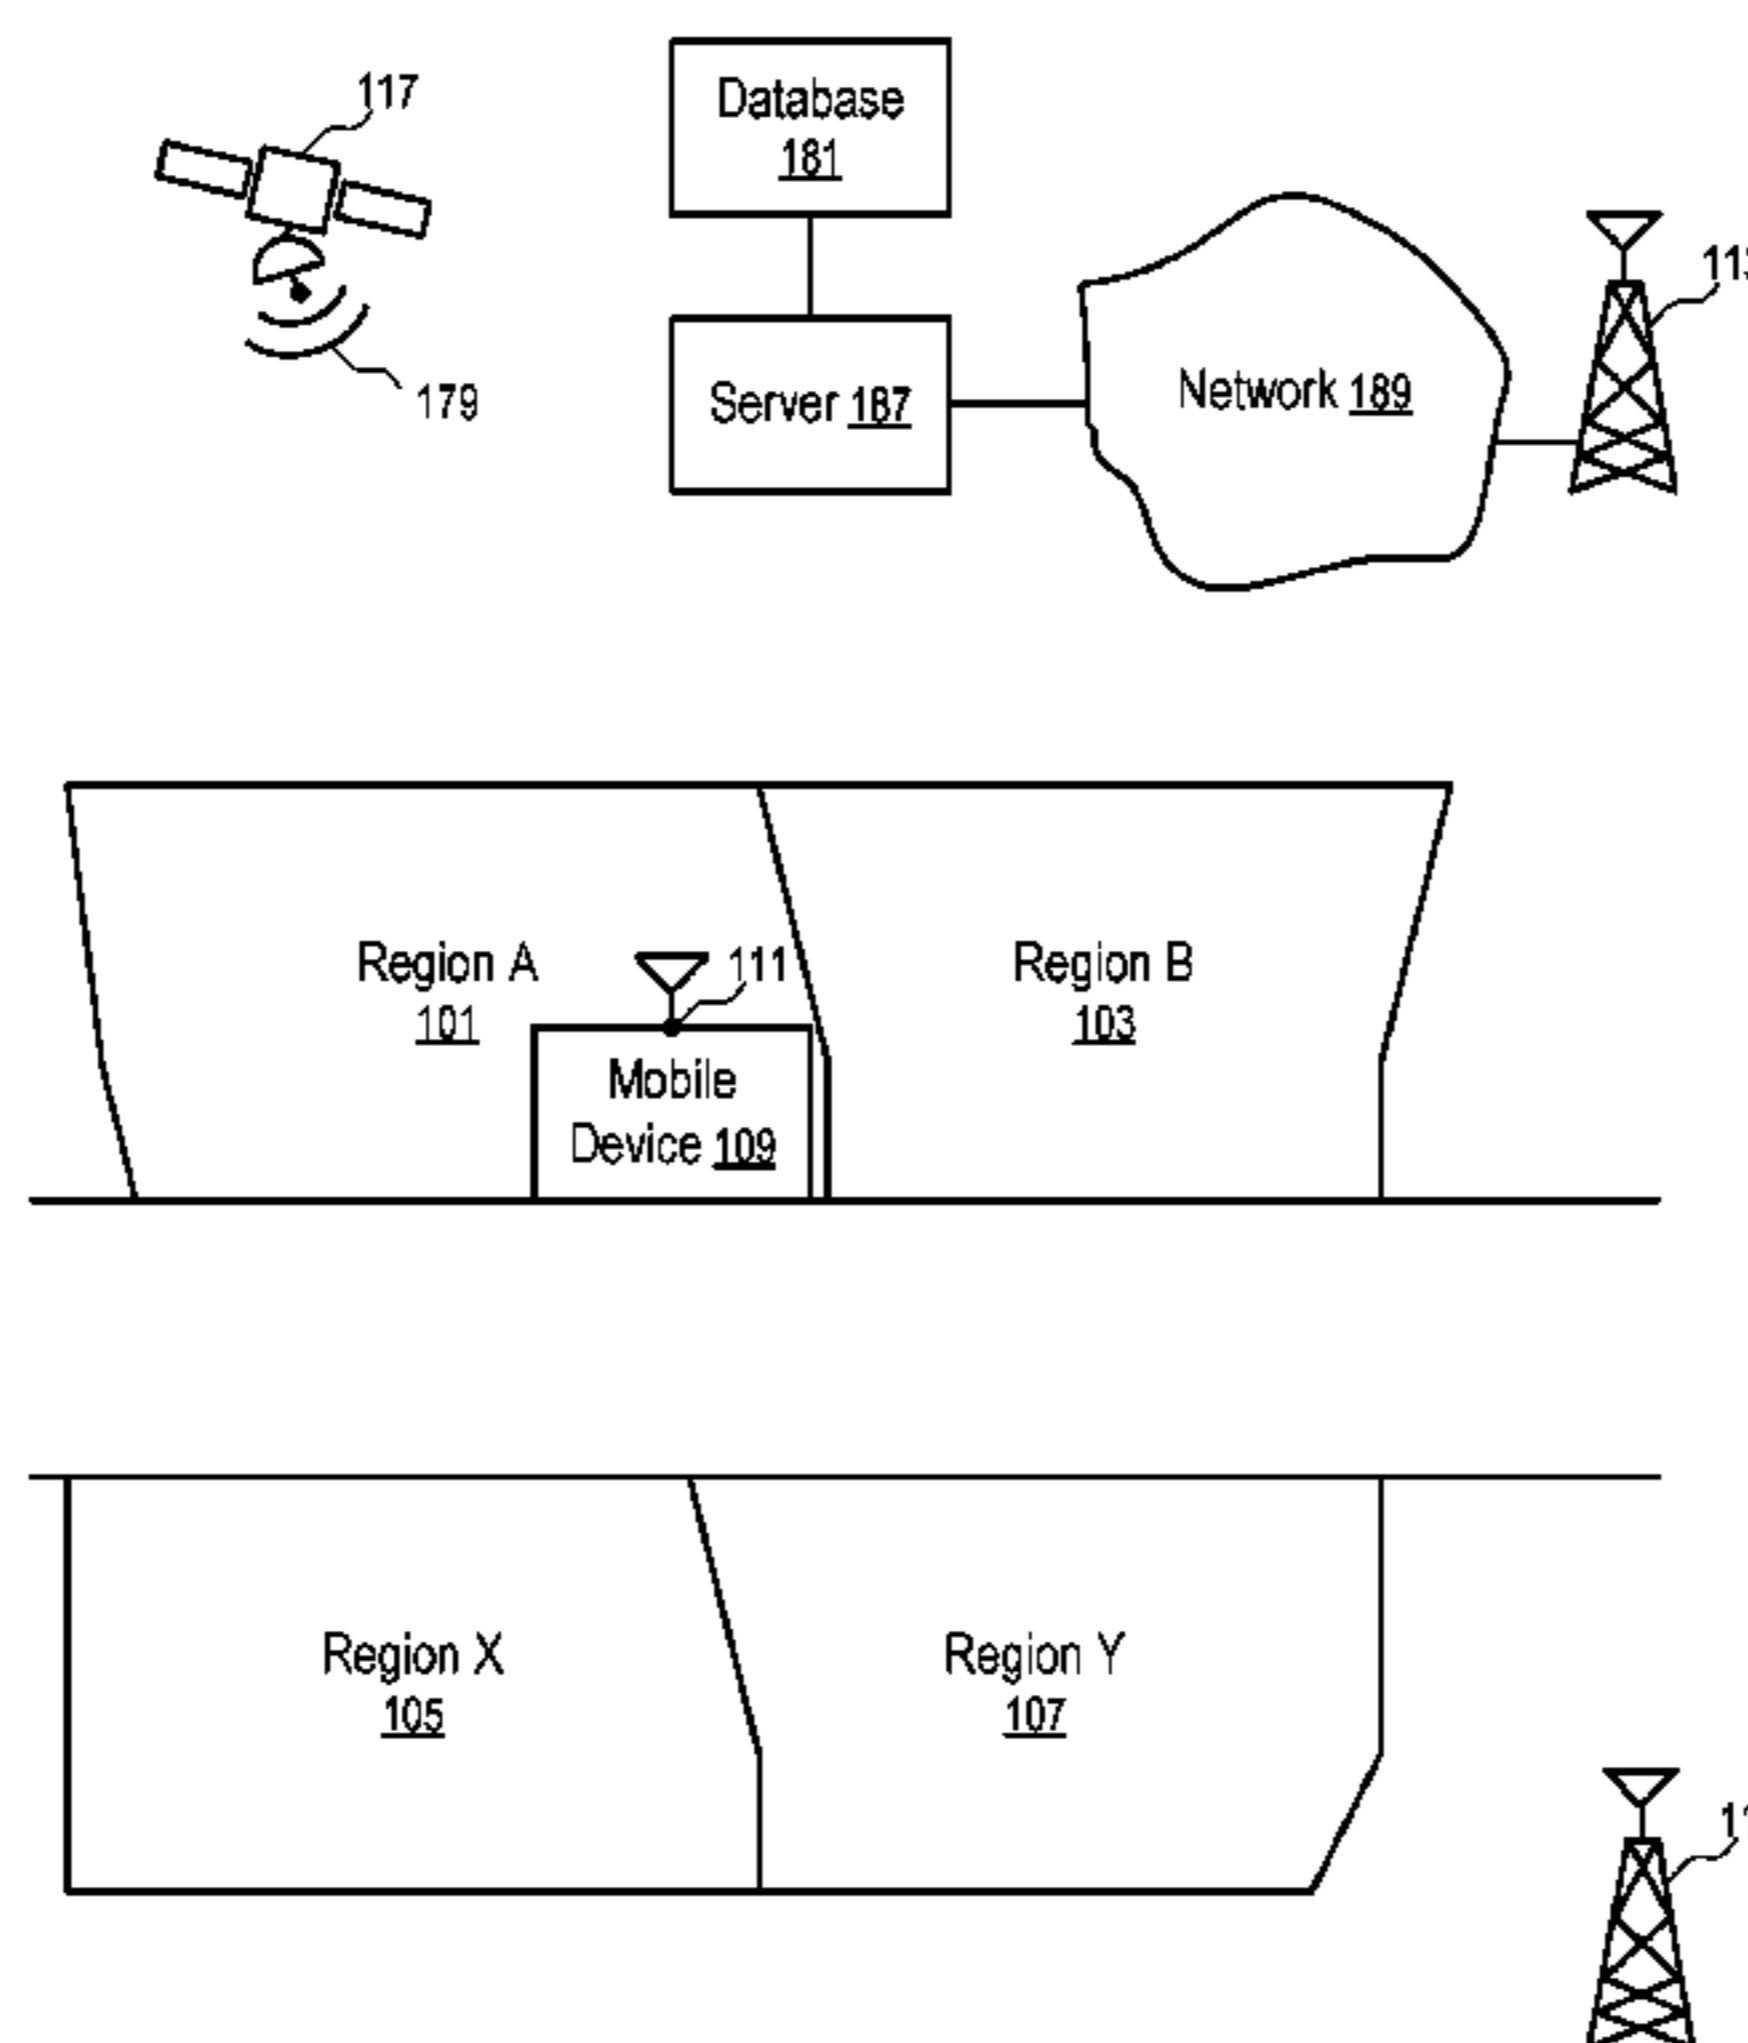 117
Database
181
113
179
Server 187
Network 189
Region A
101
111
Region B
103
Mobile
Device 109
Region X
105
Region Y
107